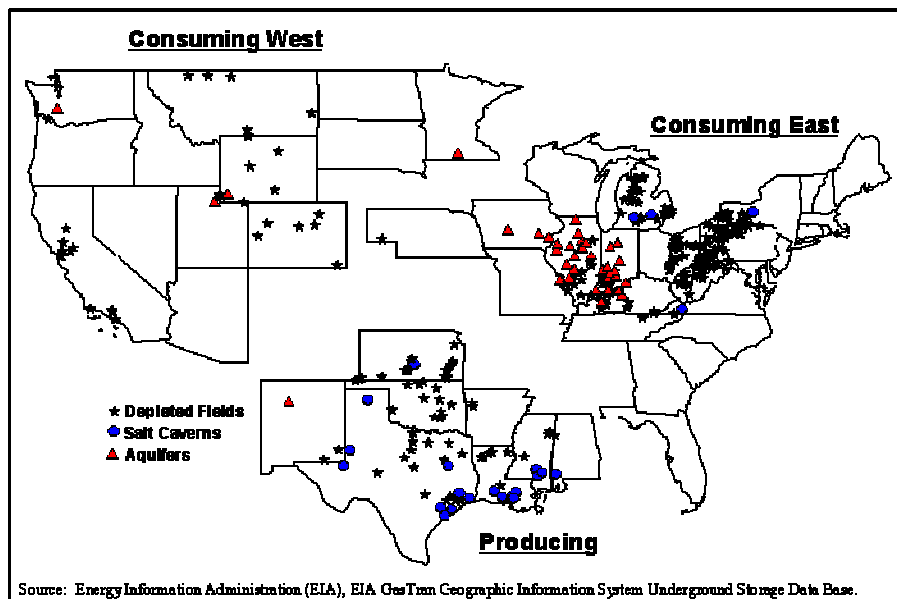 Consuming West
Consuming East
Depleted Fields
Salt Caverns
Aquifers
Producing
Source: Energy Information Administration (EIA), EIA GasTran Geographic Information System Underground Storage Data Base.